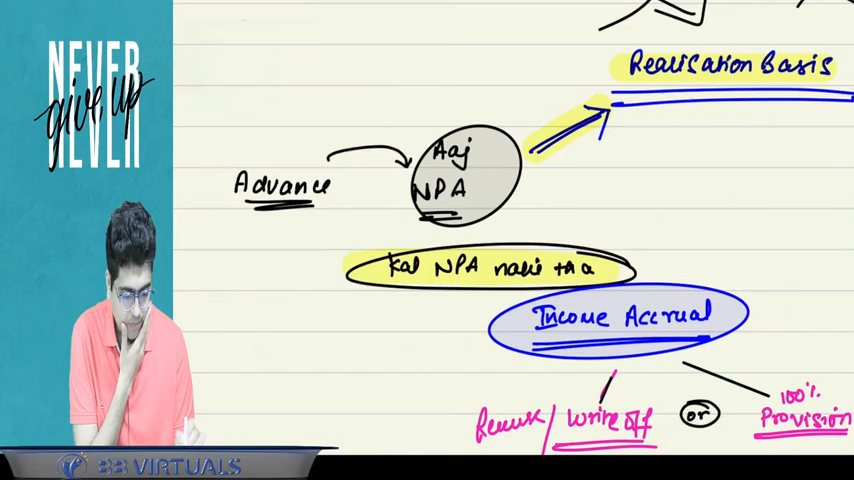 NEVER
give up
NEVER
Realisation Basis
Advance
Aaj
NPA
Kal NPA nahi tha
Income Accrual
Write off
or
100%
Provision
BB VIRTUALS